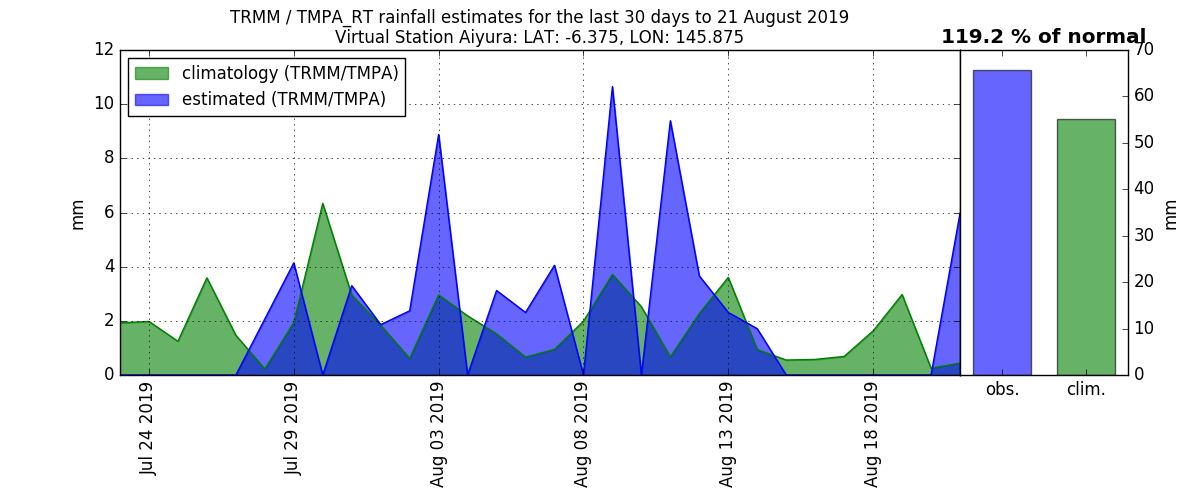 TRMM / TMPA_RT rainfall estimates for the last 30 days to 21 August 2019
Virtual Station Aiyura: LAT: -6.375, LON: 145.875
119.2 % of normal
climatology (TRMM/TMPA)
estimated (TRMM/TMPA)
12
10
8
6
4
2
0
mm
70
60
50
40
30
20
10
0
mm
Jul 24 2019
Jul 29 2019
Aug 03 2019
Aug 08 2019
Aug 13 2019
Aug 18 2019
obs.
clim.